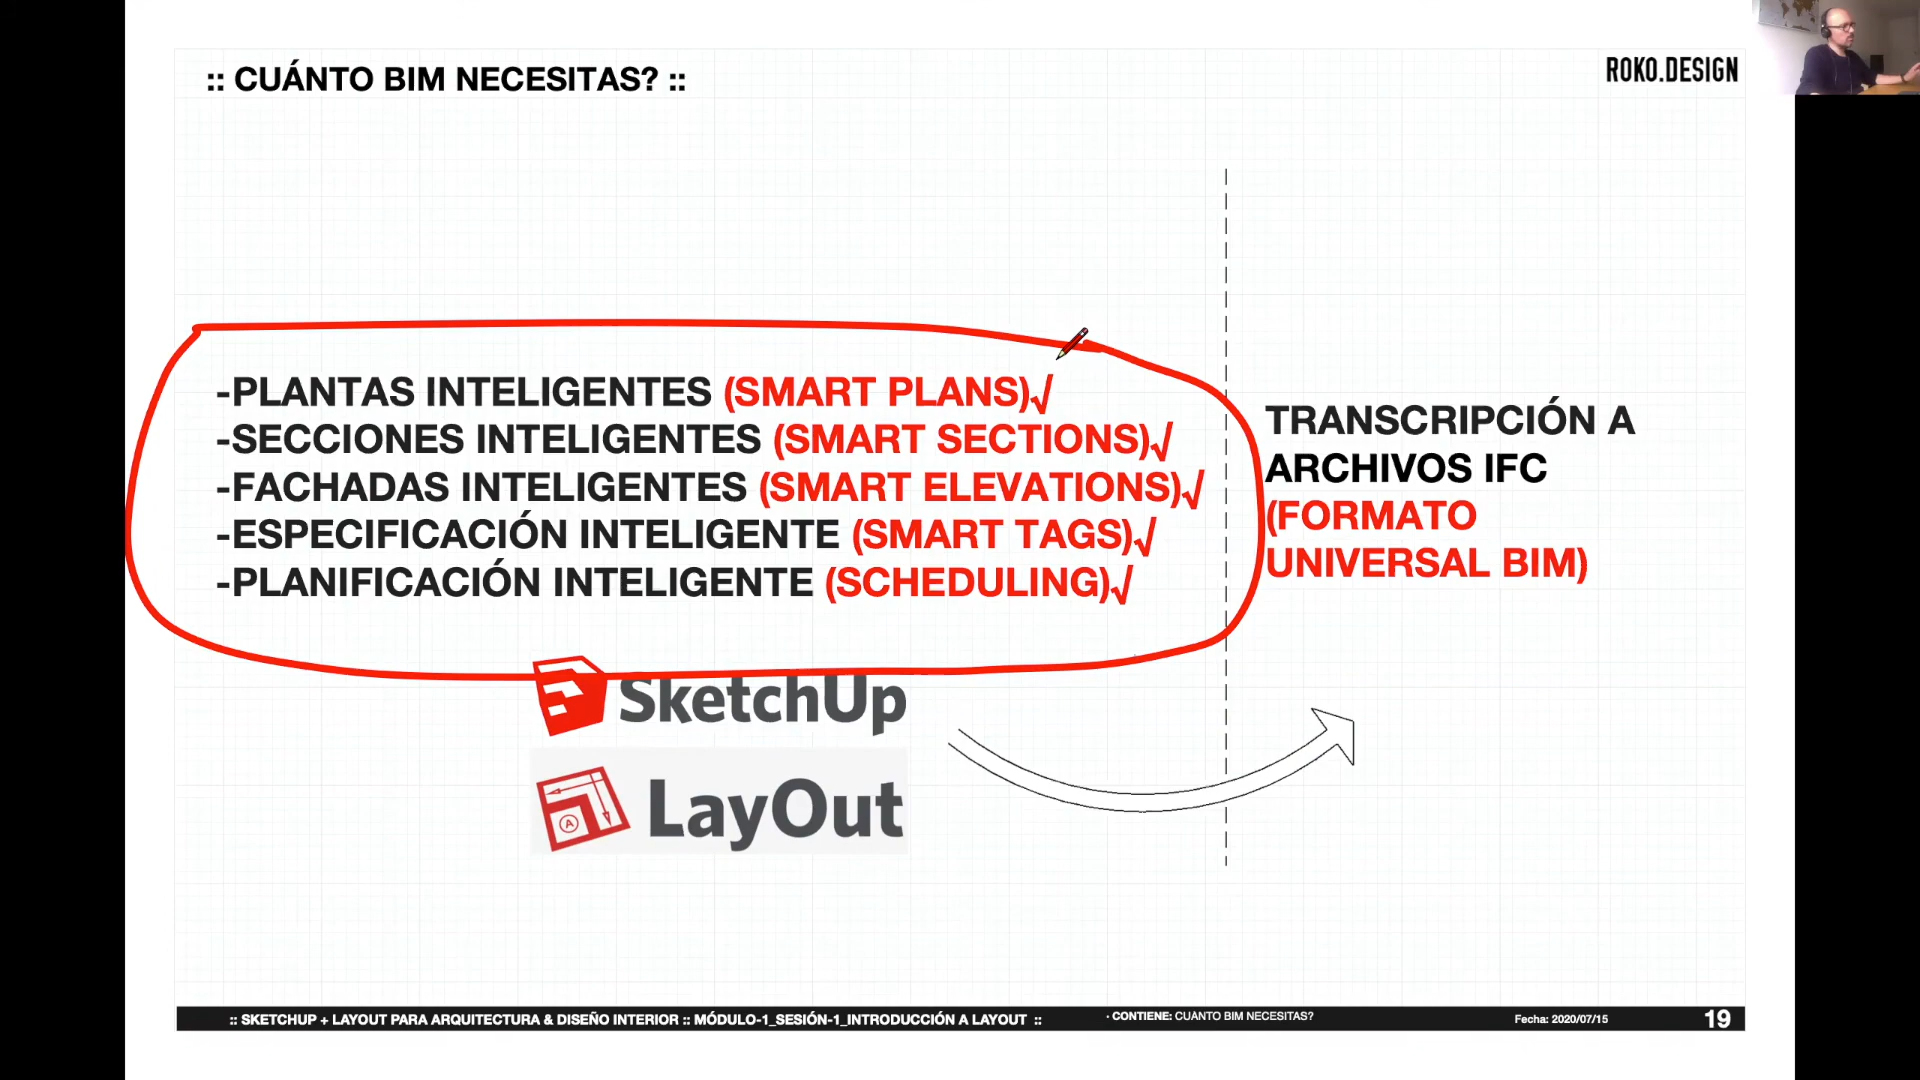 :: CUÁNTO BIM NECESITAS? ::
ROKO.DESIGN
-PLANTAS INTELIGENTES (SMART PLANS)√
-SECCIONES INTELIGENTES (SMART SECTIONS)√
-FACHADAS INTELIGENTES (SMART ELEVATIONS)√
-ESPECIFICACIÓN INTELIGENTE (SMART TAGS)√
-PLANIFICACIÓN INTELIGENTE (SCHEDULING)√
TRANSCRIPCIÓN A
ARCHIVOS IFC
(FORMATO
UNIVERSAL BIM)
SketchUp
A
LayOut
:: SKETCHUP + LAYOUT PARA ARQUITECTURA & DISEÑO INTERIOR :: MÓDULO-1_SESIÓN-1_INTRODUCCIÓN A LAYOUT ::
· CONTIENE: CUÁNTO BIM NECESITAS?
Fecha: 2020/07/15
19